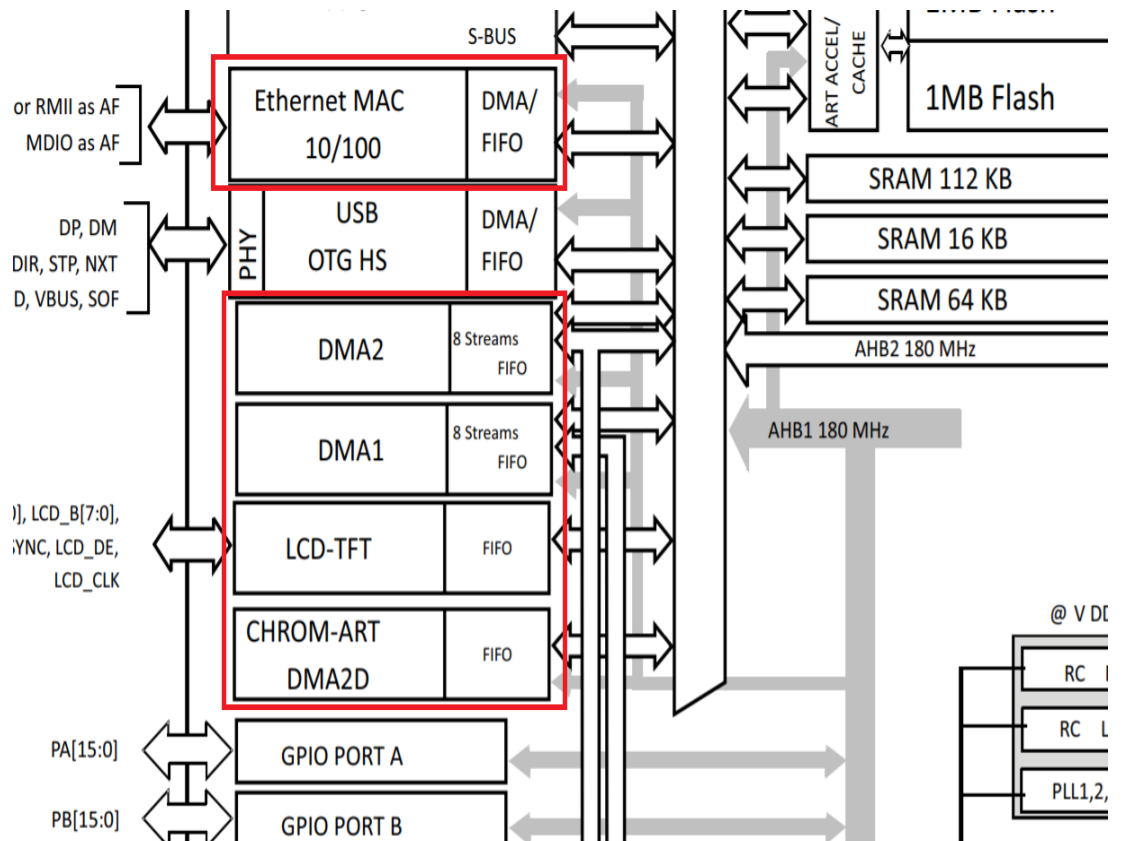 S-BUS
Ethernet MAC
10/100
DMA/
FIFO
or RMII as AF
MDIO as AF
USB
OTG HS
PHY
DMA/
FIFO
DP, DM
DIR, STP, NXT
D, VBUS, SOF
DMA2
8 Streams
FIFO
DMA1
8 Streams
FIFO
LCD-TFT
FIFO
], LCD_B[7:0],
YNC, LCD_DE,
LCD_CLK
CHROM-ART
DMA2D
FIFO
PA[15:0]
GPIO PORT A
PB[15:0]
GPIO PORT B
ART ACCEL/
CACHE
1MB Flash
SRAM 112 KB
SRAM 16 KB
SRAM 64 KB
AHB2 180 MHz
AHB1 180 MHz
@ V DD
RC
RC L
PLL1,2,